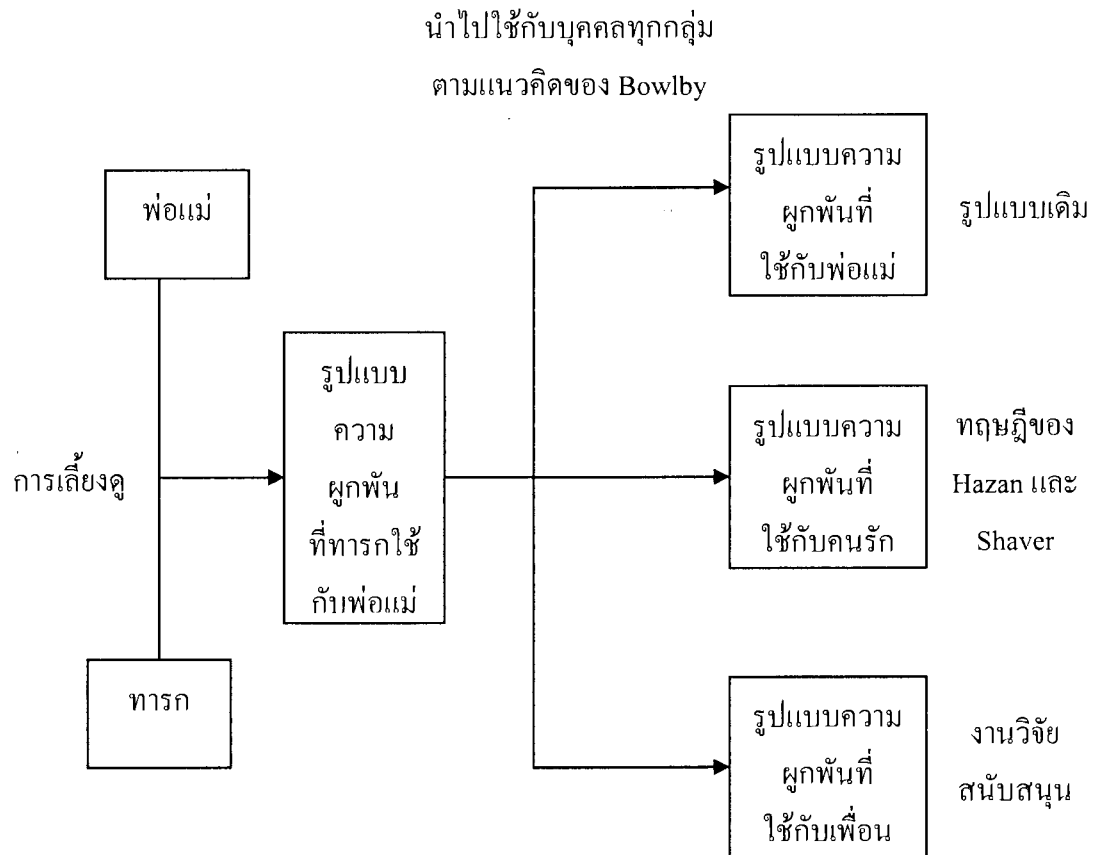 นำไปใช้กับบุคคลทุกกลุ่ม
ตามแนวคิดของ Bowlby
พ่อแม่
การเลี้ยงดู
ทารก
รูปแบบ
ความ
ผูกพัน
ที่ทารกใช้
กับพ่อแม่
รูปแบบความ
ผูกพันที่
ใช้กับพ่อแม่
รูปแบบเดิม
รูปแบบความ
ผูกพันที่
ใช้กับคนรัก
ทฤษฎีของ
Hazan และ
Shaver
รูปแบบความ
ผูกพันที่
ใช้กับเพื่อน
งานวิจัย
สนับสนุน